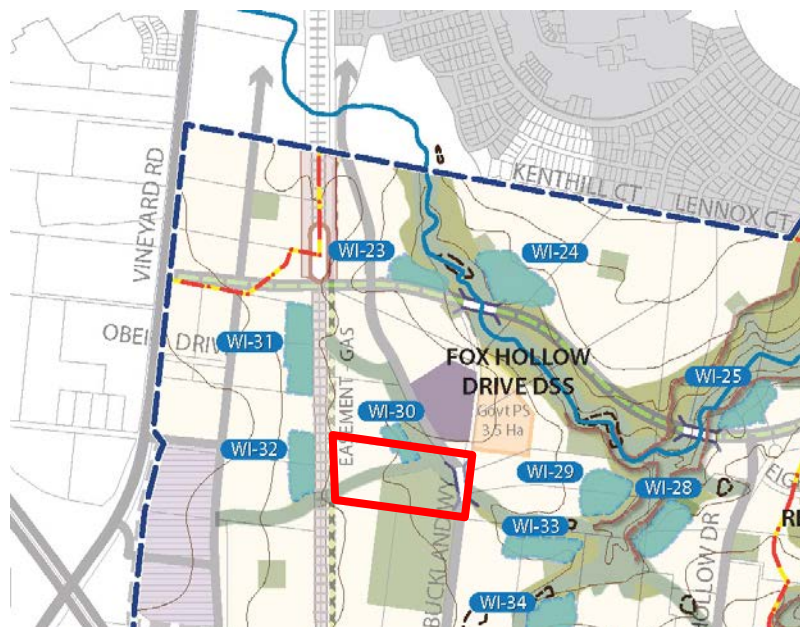 KENTHILL CT
LENNOX CT
VINEYARD RD
WI-23
WI-24
OBEI
DRIV
WI-31
EASEMENT GAS
FOX HOLLOW
DRIVE DSS
WI-25
Govt PS
3.5 Ha
WI-30
WI-32
WI-29
WI-28
EIG
BUCKLAND WY
WI-33
HOLLOW DR
WI-34